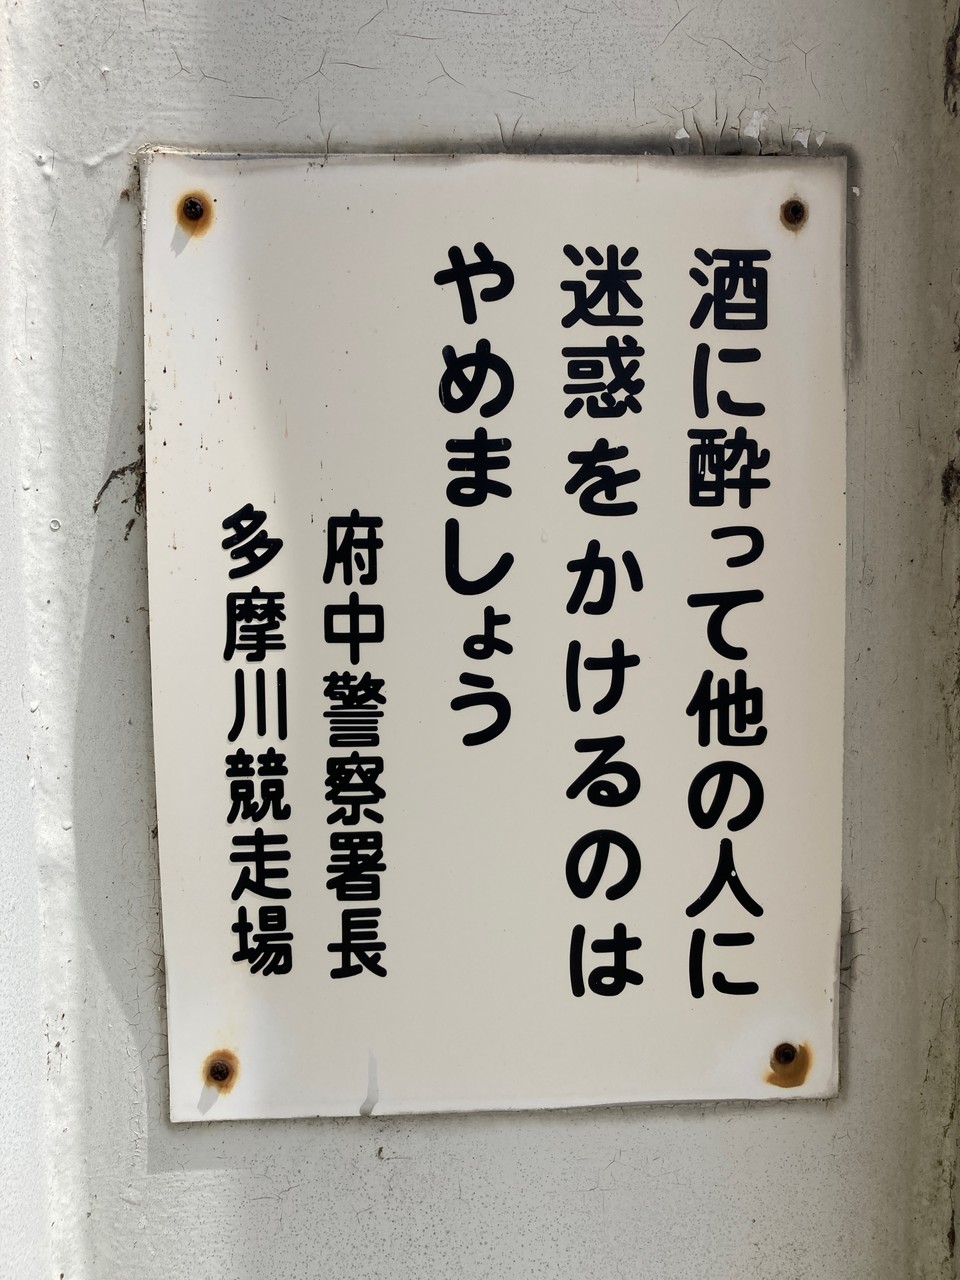 酒に酔って他の人に
迷惑をかけるのは
やめましょう
府中警察署長
多摩川競走場